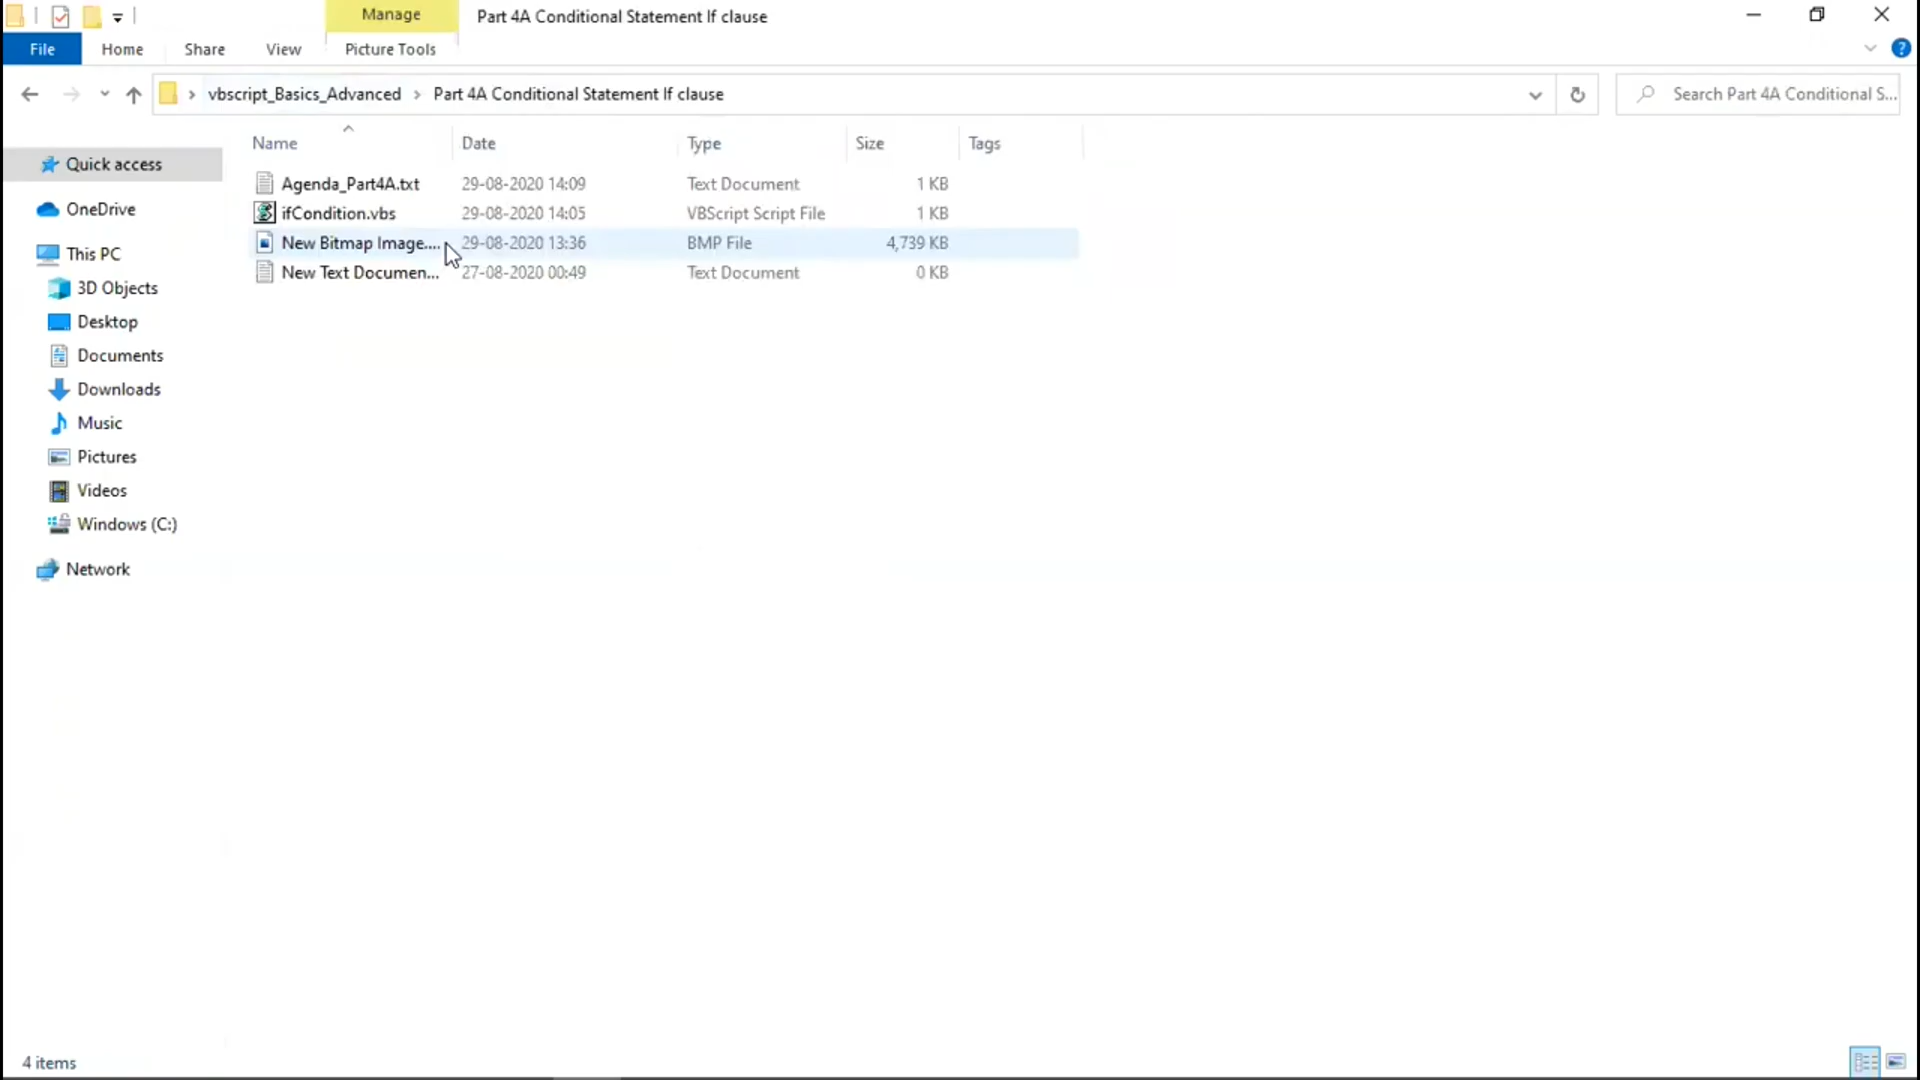 Manage
Part 4A Conditional Statement If clause
File
Home
Share
View
Picture Tools
?
vbscript_Basics_Advanced
Part 4A Conditional Statement If clause
Search Part 4A Conditional S...
Name
Date
Type
Size
Tags
Agenda_Part4A.txt
29-08-2020 14:09
Text Document
1 KB
ifCondition.vbs
29-08-2020 14:05
VBScript Script File
1 KB
New Bitmap Image....
29-08-2020 13:36
BMP File
4,739 KB
New Text Documen...
27-08-2020 00:49
Text Document
0 KB
Quick access
OneDrive
This PC
3D Objects
Desktop
Documents
Downloads
Music
Pictures
Videos
Windows (C:)
Network
4 items